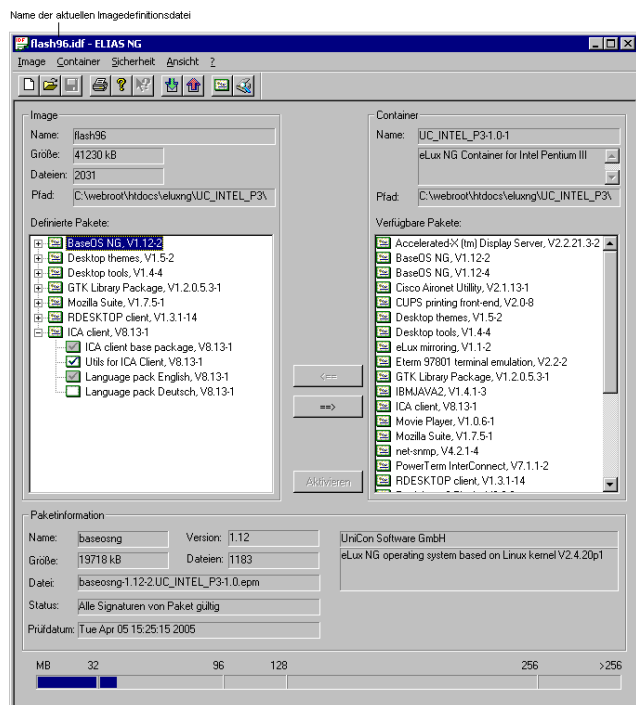 Name der aktuellen Imagedefinitionsdatei
flash96.idf - ELIAS NG
Image Container Sicherheit Ansicht ?
Image
Name: flash96
Größe: 41230 kB
Dateien: 2031
Pfad: C:\webroot\htdocs\eluxng\UC_INTEL_P3\
Definierte Pakete:
BaseOS NG, V1.12-2
Desktop themes, V1.5-2
Desktop tools, V1.4-4
GTK Library Package, V1.2.0.5.3-1
Mozilla Suite, V1.7.5-1
RDESKTOP client, V1.3.1-14
ICA client, V8.13-1
ICA client base package, V8.13-1
Utils for ICA Client, V8.13-1
Language pack English, V8.13-1
Language pack Deutsch, V8.13-1
<==
==>
Aktivieren
Container
Name: UC_INTEL_P3-1.0-1
eLux NG Container for Intel Pentium III
Pfad: C:\webroot\htdocs\eluxng\UC_INTEL_P3\
Verfügbare Pakete:
Accelerated-X (tm) Display Server, V2.2.21.3-2
BaseOS NG, V1.12-2
BaseOS NG, V1.12-4
Cisco Aironet Utillity, V2.1.13-1
CUPS printing front-end, V2.0-8
Desktop themes, V1.5-2
Desktop tools, V1.4-4
eLux mirroring, V1.1-2
Eterm 97801 terminal emulation, V2.2-2
GTK Library Package, V1.2.0.5.3-1
IBMJAVA2, V1.4.1-3
ICA client, V8.13-1
Movie Player, V1.0.6-1
Mozilla Suite, V1.7.5-1
net-snmp, V4.2.1-4
PowerTerm InterConnect, V7.1.1-2
RDESKTOP client, V1.3.1-14
Paketinformation
Name: baseosng Version: 1.12
Größe: 19718 kB Dateien: 1183
Datei: baseosng-1.12-2.UC_INTEL_P3-1.0.epm
Status: Alle Signaturen von Paket gültig
Prüfdatum: Tue Apr 05 15:25:15 2005
UniCon Software GmbH
eLux NG operating system based on Linux kernel V2.4.20p1
MB 32 96 128 256 >256